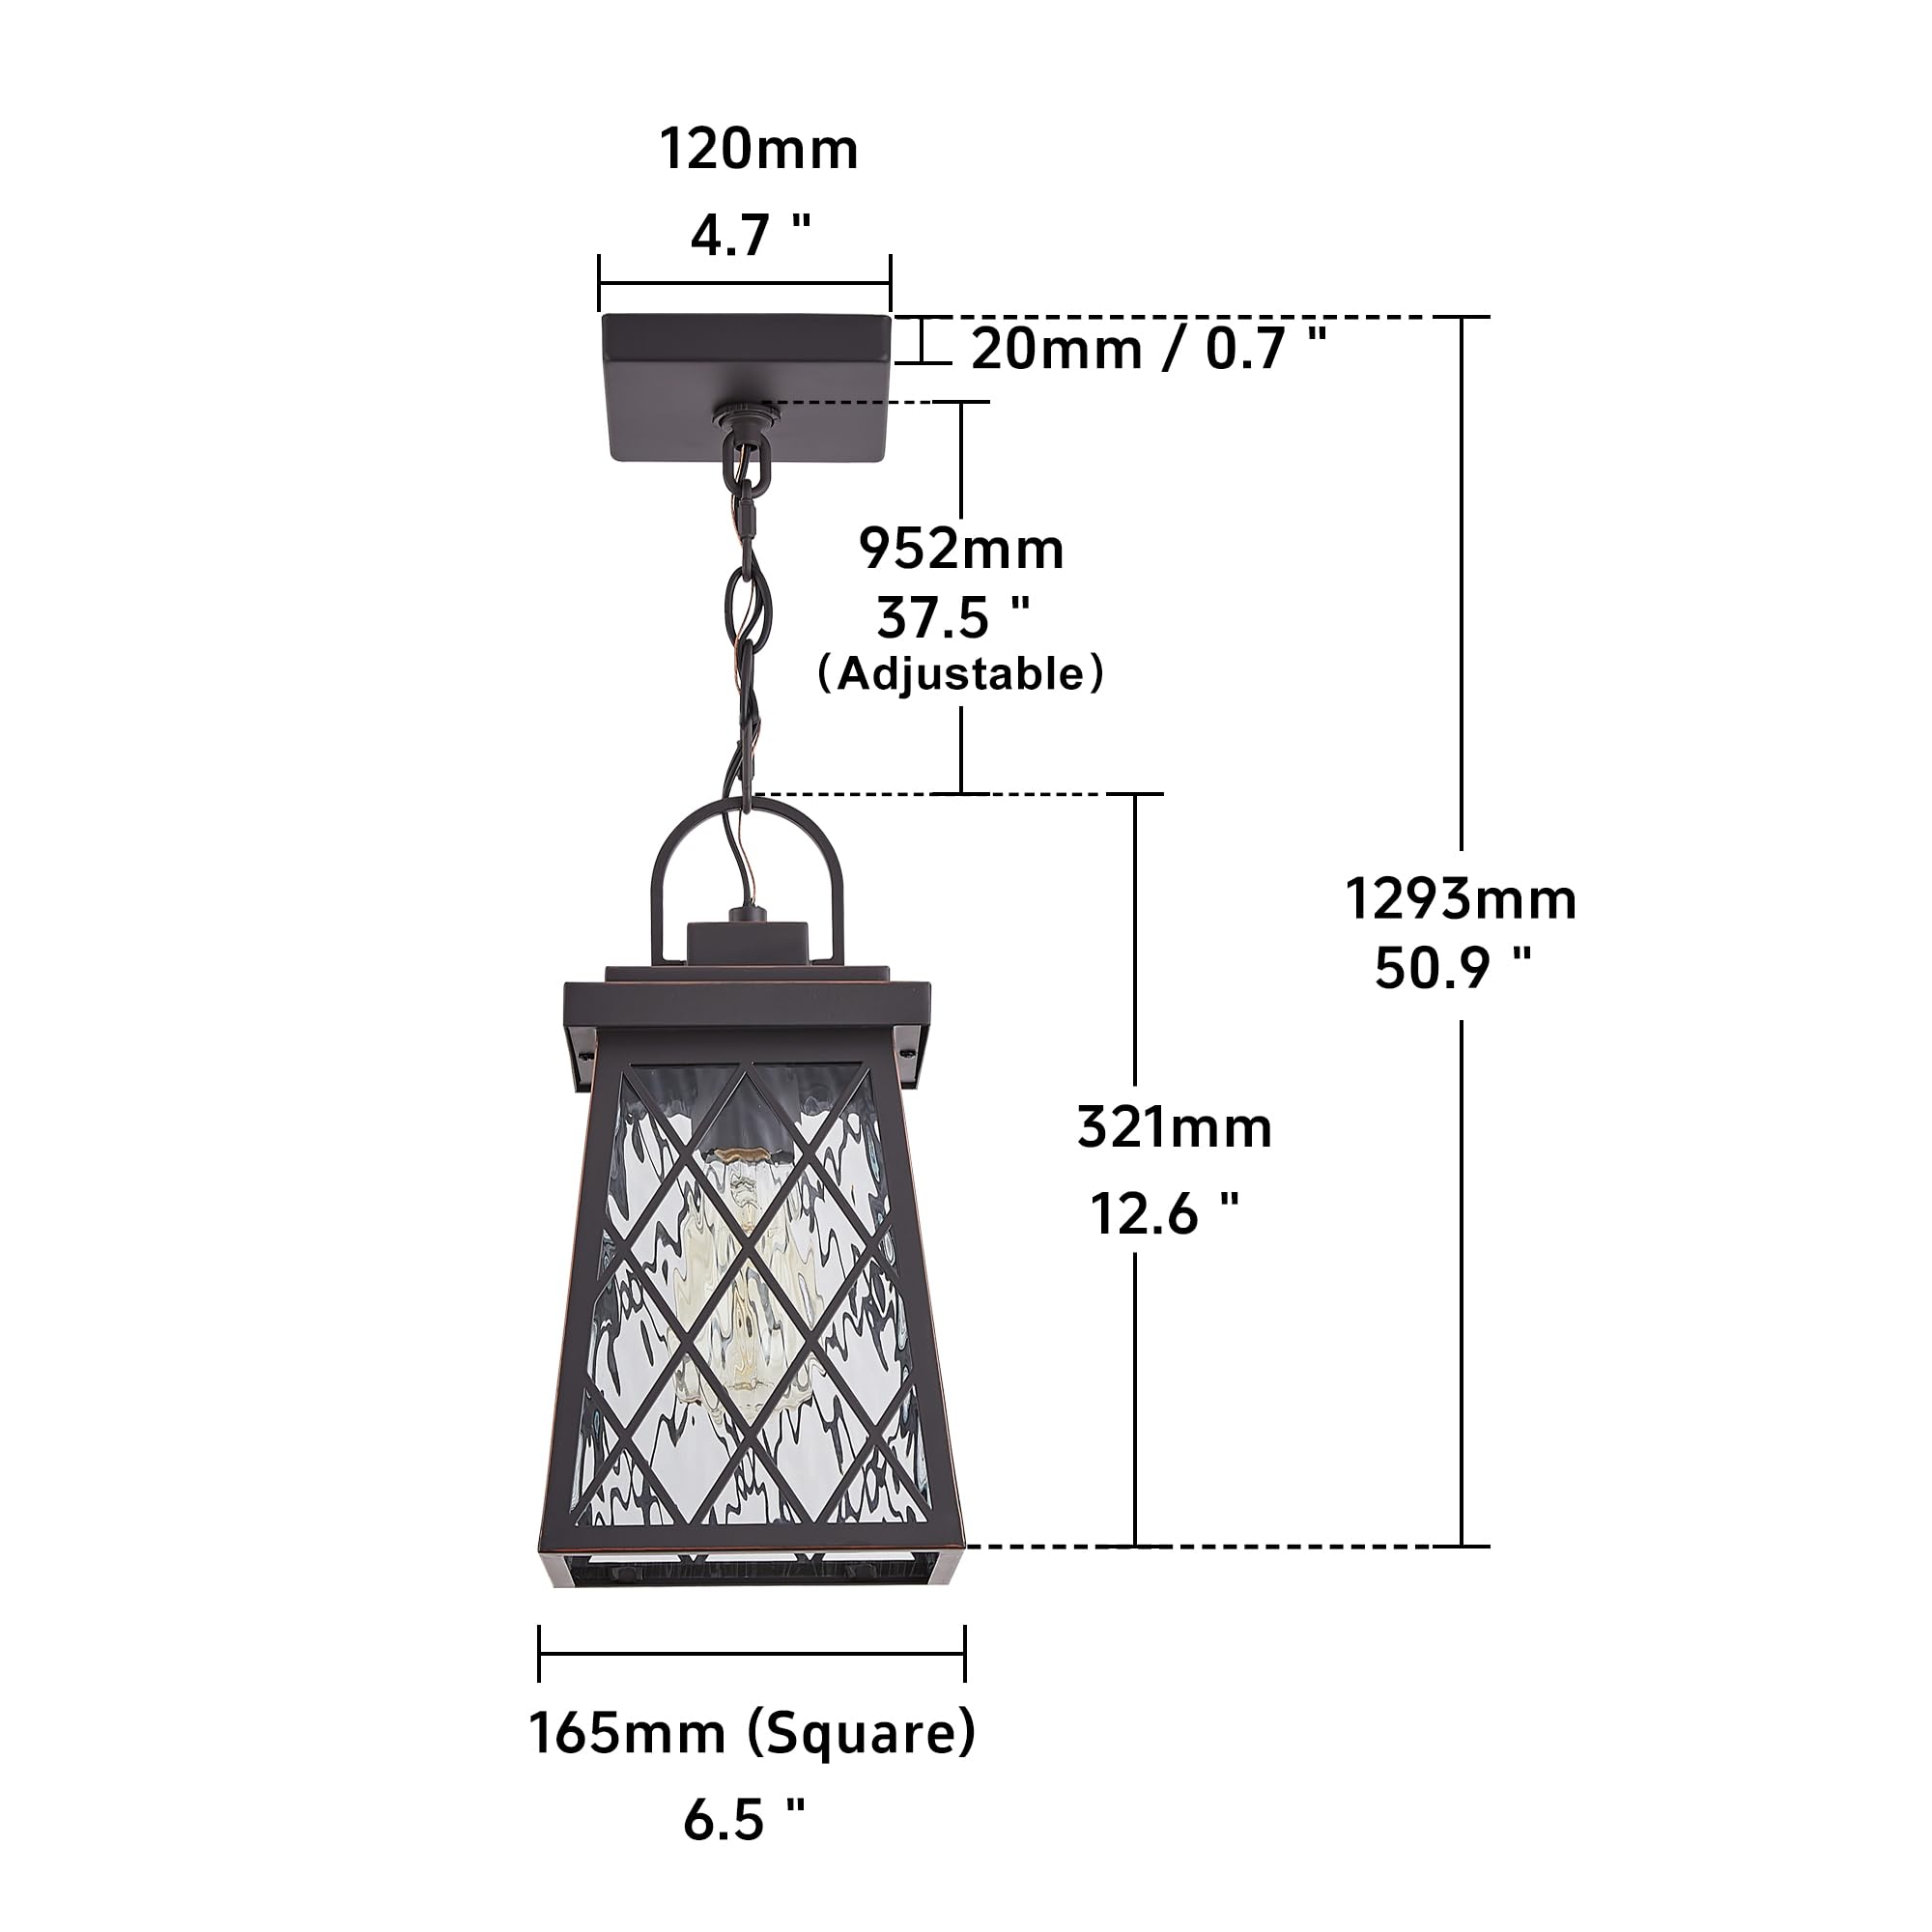 120mm
4.7 "
20mm / 0.7 "
952mm
37.5 "
(Adjustable)
1293mm
50.9 "
321mm
12.6 "
165mm (Square)
6.5 "